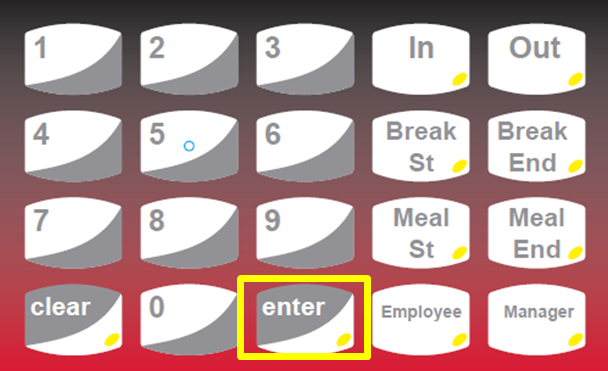 1 2 3 In Out
4 5 6 Break St Break End
7 8 9 Meal St Meal End
clear 0 enter Employee Manager